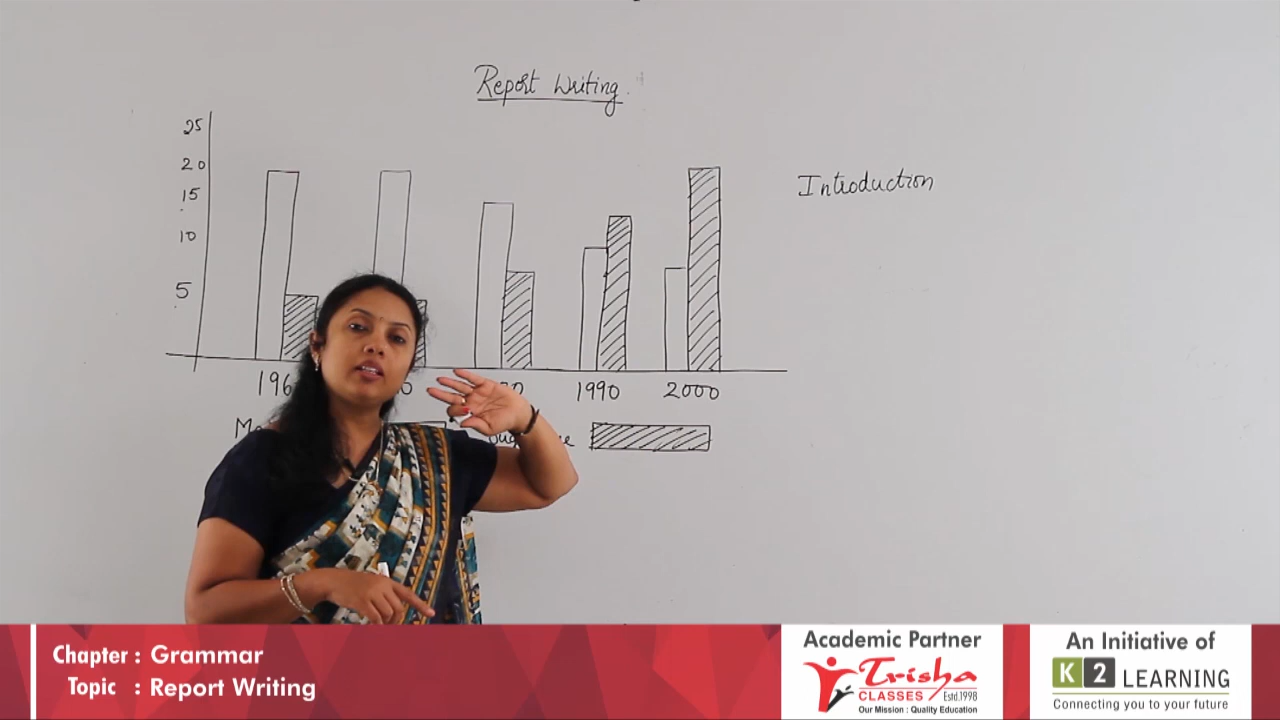 Report Writing.
25
20
15
10
5
Introduction
1990 2000
Chapter : Grammar
Topic : Report Writing
Academic Partner
Trisha
CLASSES Estd.1998
Our Mission : Quality Education
An Initiative of
K2 LEARNING
Connecting you to your future